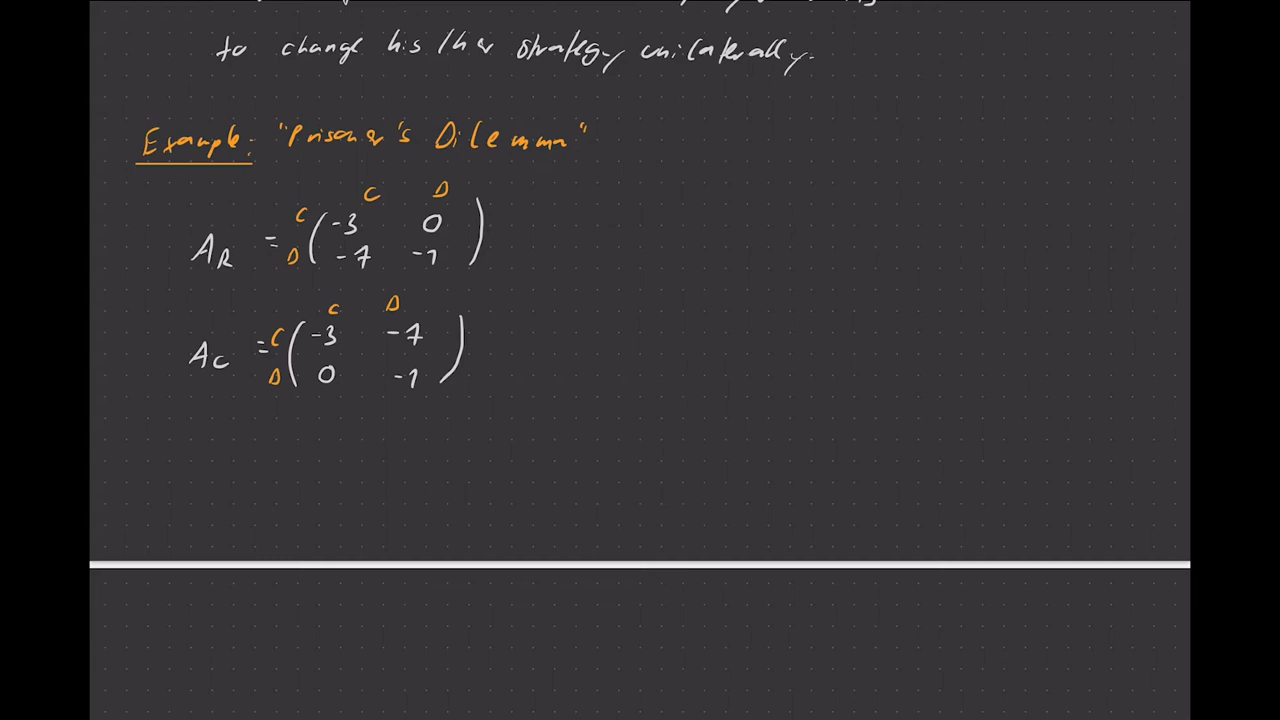 to change his/her strategy unilaterally.
Example: "Prisoner's Dilemma"
C D
A_R = C ( -3 0 )
D ( -7 -1 )
C D
A_C = C ( -3 -7 )
D ( 0 -1 )